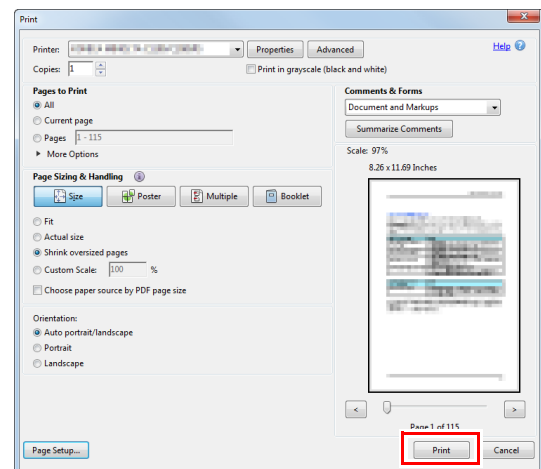 Print
Printer:
Properties
Advanced
Help
Copies: 1
Print in grayscale (black and white)
Pages to Print
All
Current page
Pages 1 - 115
More Options
Page Sizing & Handling
Size
Poster
Multiple
Booklet
Fit
Actual size
Shrink oversized pages
Custom Scale: 100 %
Choose paper source by PDF page size
Orientation:
Auto portrait/landscape
Portrait
Landscape
Comments & Forms
Document and Markups
Summarize Comments
Scale: 97%
8.26 x 11.69 Inches
< >
Page 1 of 115
Page Setup...
Print
Cancel